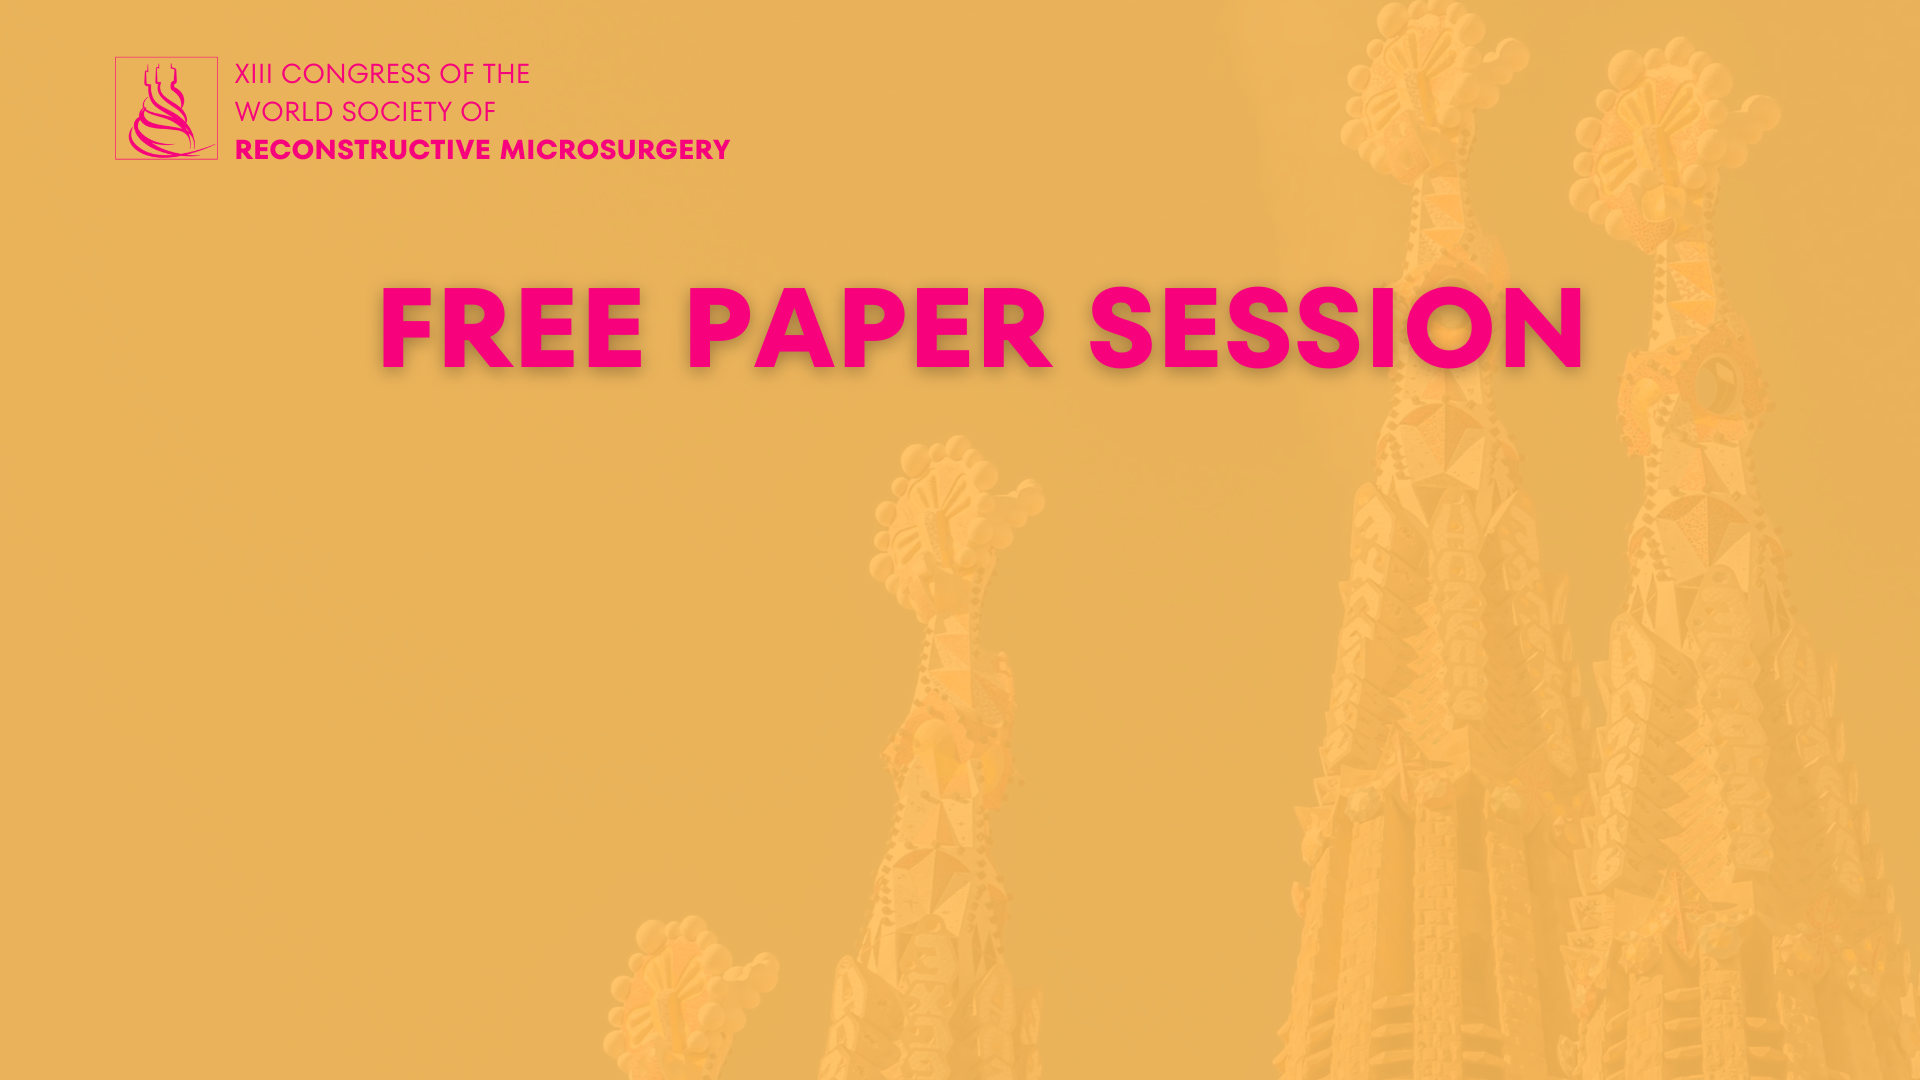 XIII CONGRESS OF THE
WORLD SOCIETY OF
RECONSTRUCTIVE MICROSURGERY
FREE PAPER SESSION